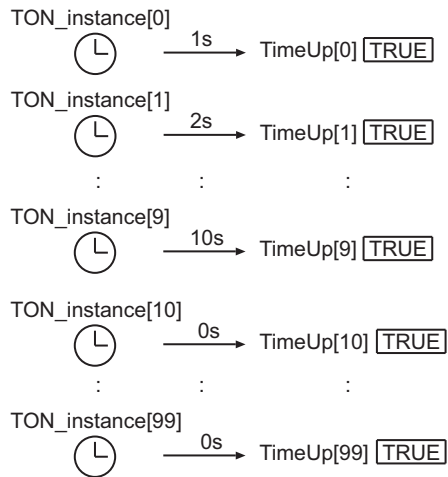 TON_instance[0]
1s
TimeUp[0] TRUE
TON_instance[1]
2s
TimeUp[1] TRUE
: : :
TON_instance[9]
10s
TimeUp[9] TRUE
TON_instance[10]
0s
TimeUp[10] TRUE
: : :
TON_instance[99]
0s
TimeUp[99] TRUE